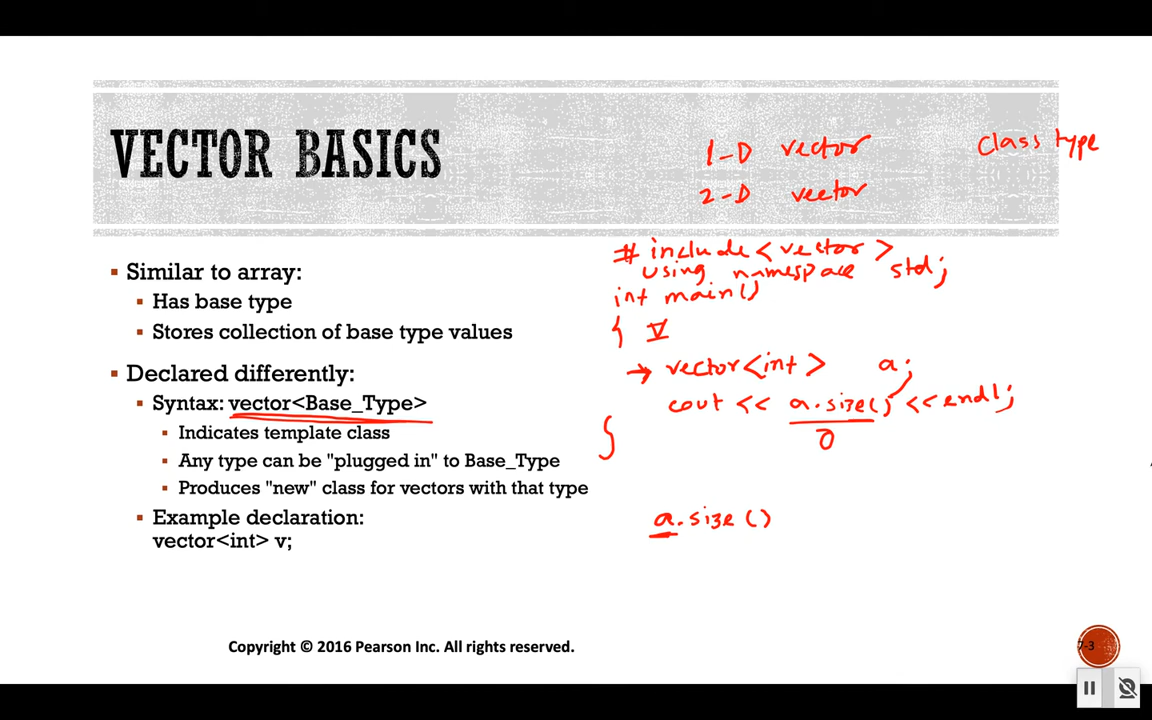 VECTOR BASICS
1-D vector
2-D vector
Class type
▪ Similar to array:
▪ Has base type
▪ Stores collection of base type values
▪ Declared differently:
▪ Syntax: vector<Base_Type>
▪ Indicates template class
▪ Any type can be "plugged in" to Base_Type
▪ Produces "new" class for vectors with that type
▪ Example declaration:
vector<int> v;
# include < vector >
using namespace std;
int main()
{
→ vector<int> a;
cout << a.size() << endl;
0
}
a.size ()
Copyright © 2016 Pearson Inc. All rights reserved.
7-3